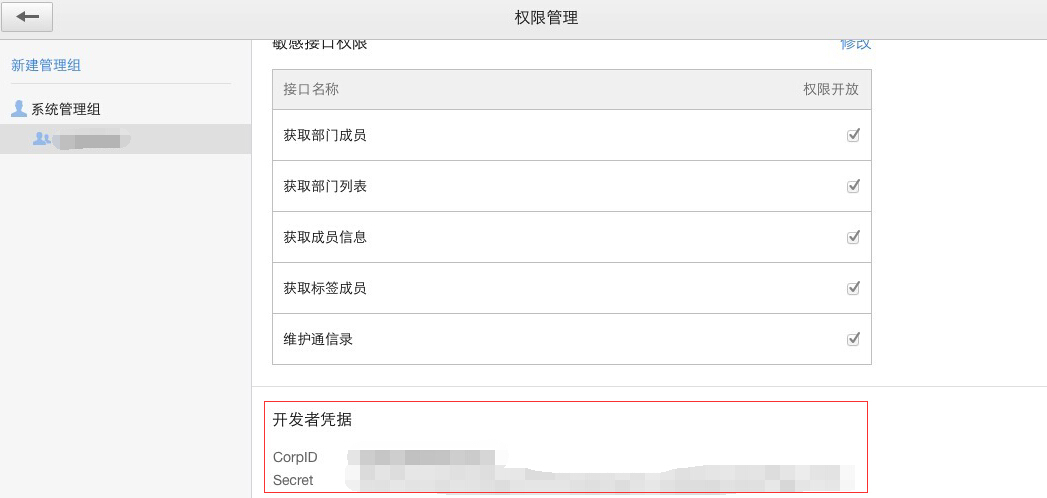 权限管理
新建管理组
系统管理组
敏感接口权限 修改
接口名称 权限开放
获取部门成员
获取部门列表
获取成员信息
获取标签成员
维护通信录
开发者凭据
CorpID
Secret